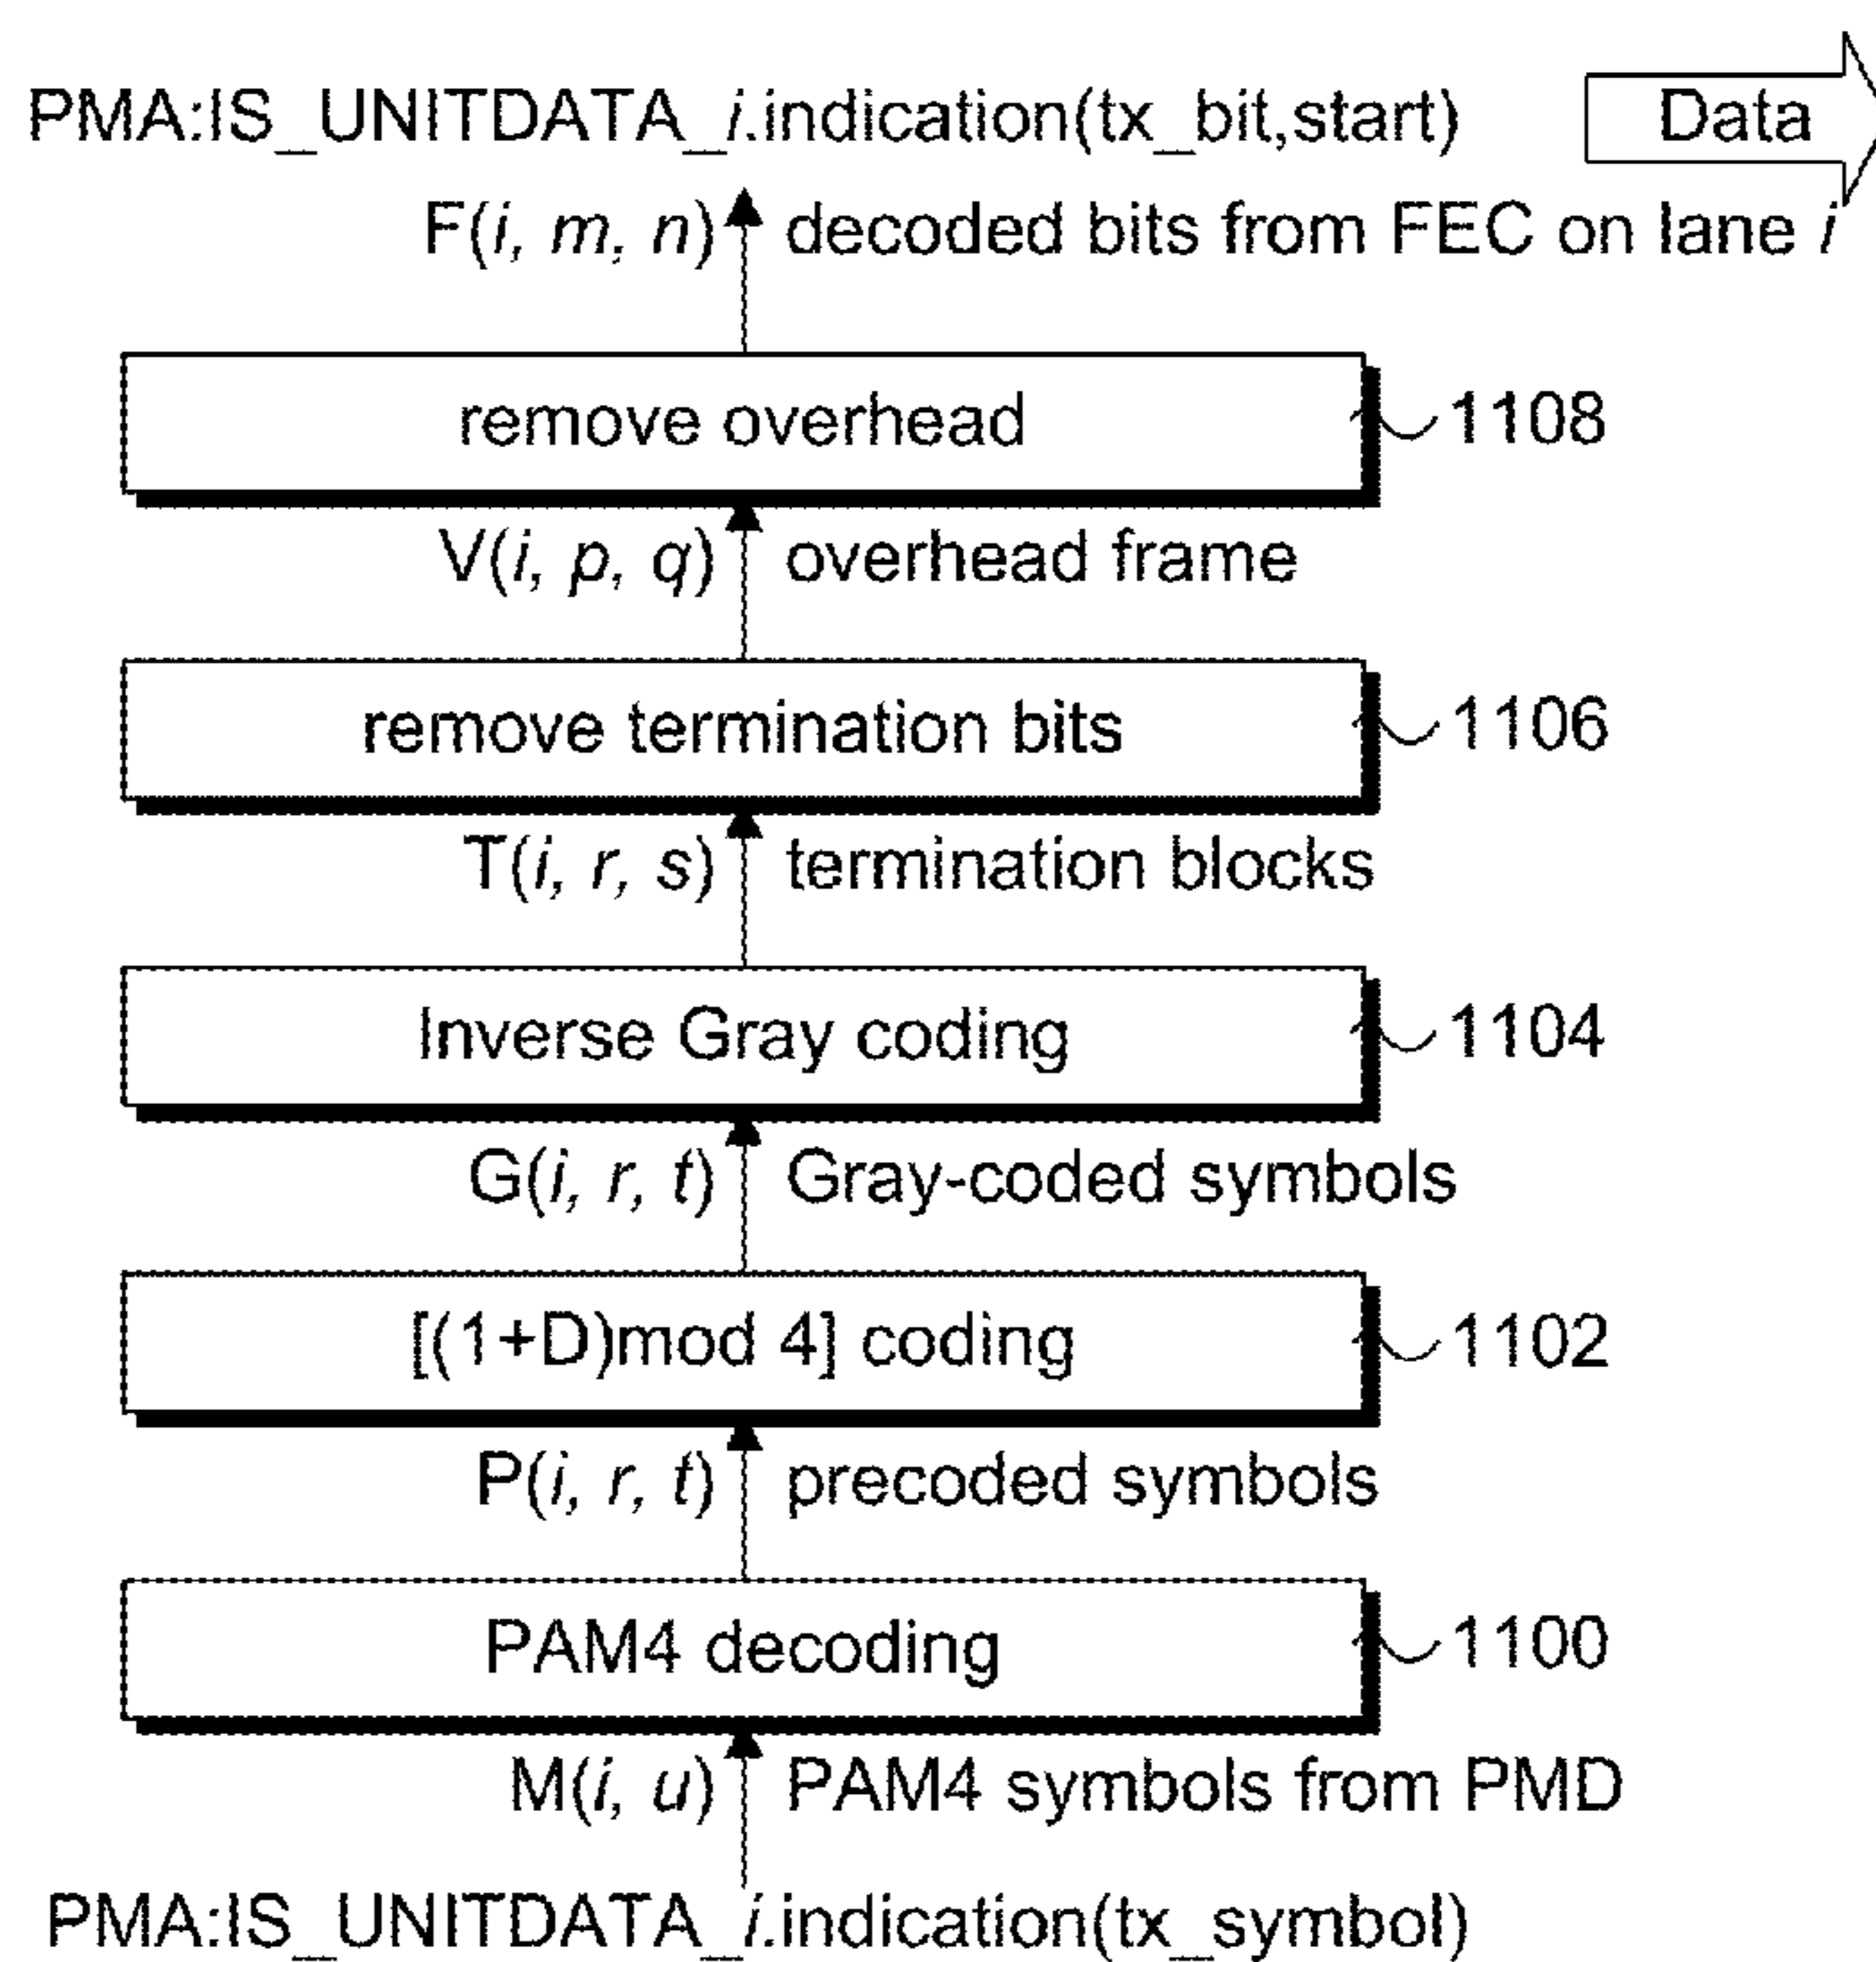 PMA:IS_UNITDATA_i.indication(tx_bit,start) Data
F(i, m, n) decoded bits from FEC on lane i
remove overhead 1108
V(i, p, q) overhead frame
remove termination bits 1106
T(i, r, s) termination blocks
Inverse Gray coding 1104
G(i, r, t) Gray-coded symbols
[(1+D)mod 4] coding 1102
P(i, r, t) precoded symbols
PAM4 decoding 1100
M(i, u) PAM4 symbols from PMD
PMA:IS_UNITDATA_i.indication(tx_symbol)